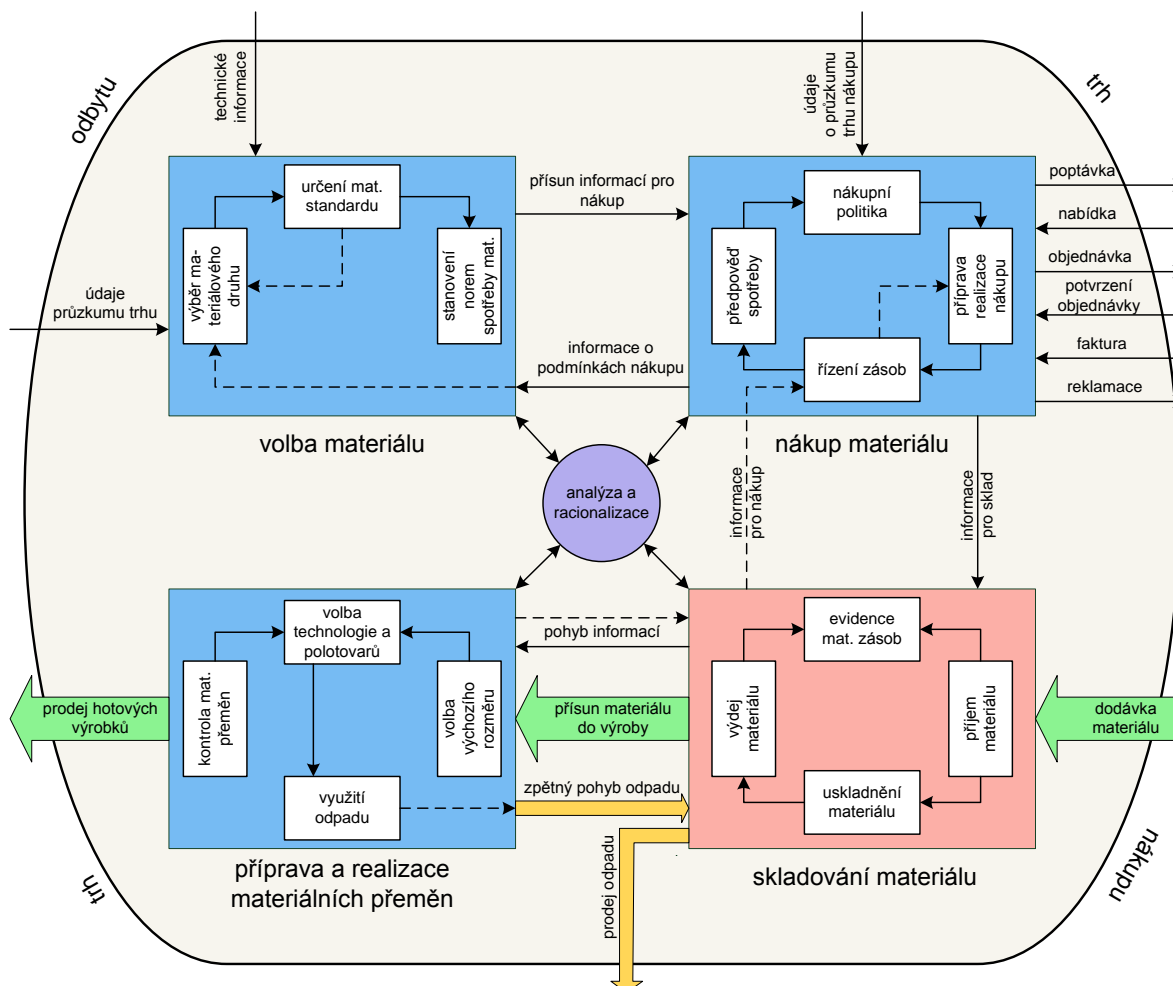 technické
informace
údaje
o průzkumu
trhu nákupu
odbytu
trh
určení mat.
standardu
výběr ma-
teriálového
druhu
stanovení
norem
spotřeby mat.
přísun informací pro
nákup
nákupní
politika
předpověď
spotřeby
příprava
realizace
nákupu
řízení zásob
poptávka
nabídka
objednávka
potvrzení
objednávky
faktura
reklamace
údaje
průzkumu trhu
informace o
podmínkách nákupu
volba materiálu
nákup materiálu
analýza a
racionalizace
informace
pro nákup
informace
pro sklad
volba
technologie a
polotovarů
kontrola mat.
přeměn
volba
výchozího
rozměru
využití
odpadu
pohyb informací
evidence
mat. zásob
výdej
materiálu
příjem
materiálu
uskladnění
materiálu
prodej hotových
výrobků
přísun materiálu
do výroby
dodávka
materiálu
zpětný pohyb odpadu
prodej odpadu
příprava a realizace
materiálních přeměn
skladování materiálu
trh
nákupu